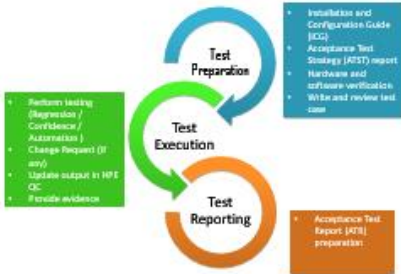 Test
Preparation
Installation and
Configuration Guide
(ICG)
Acceptance Test
Strategy (ATST) report
Hardware and
software verification
Write and review test
case
Perform testing
(Regression /
Confidence /
Automation )
Change Request (if
any)
Update output in HPE
QC
Provide evidence
Test
Execution
Test
Reporting
Acceptance Test
Report (ATR)
preparation